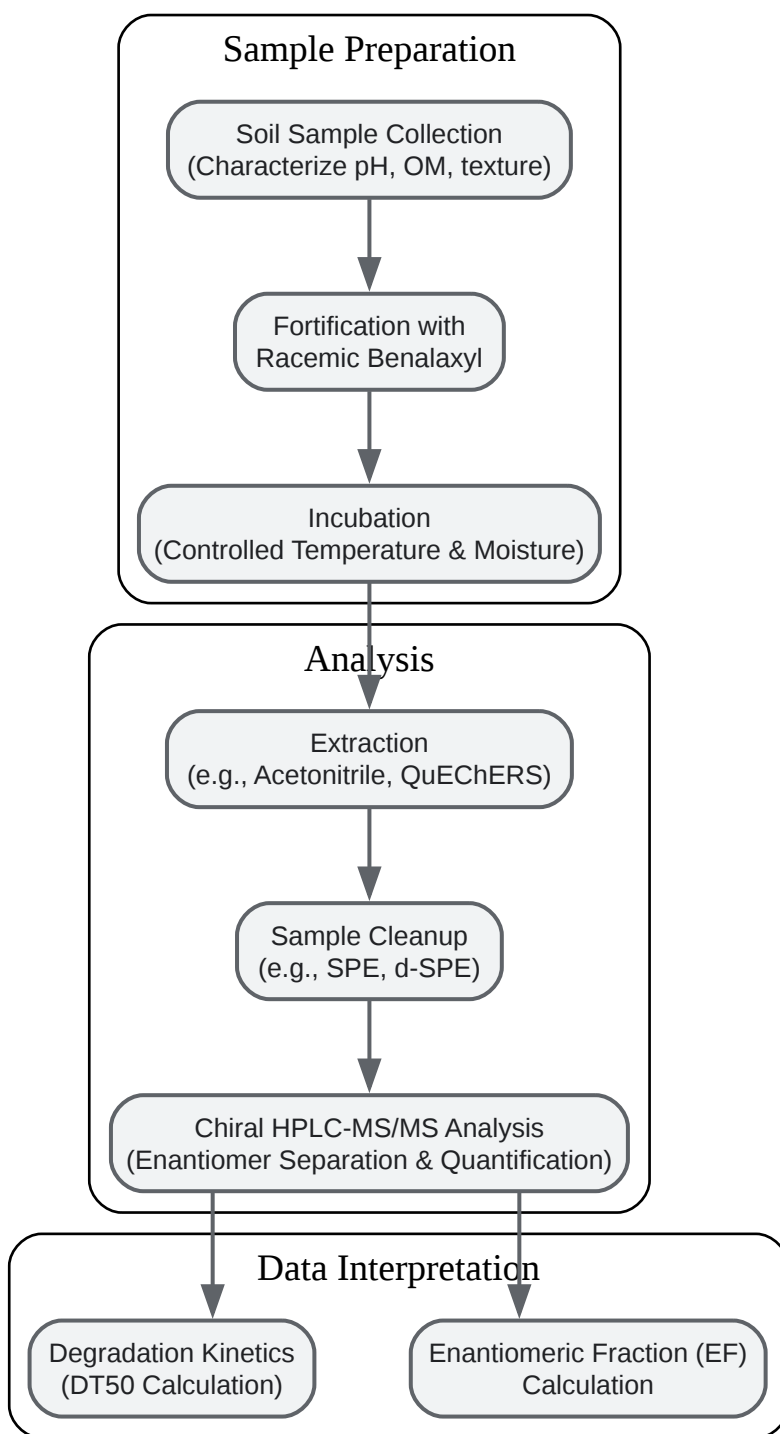 Sample Preparation
Soil Sample Collection
(Characterize pH, OM, texture)
Fortification with
Racemic Benalaxyl
Incubation
(Controlled Temperature & Moisture)
Analysis
Extraction
(e.g., Acetonitrile, QuEChERS)
Sample Cleanup
(e.g., SPE, d-SPE)
Chiral HPLC-MS/MS Analysis
(Enantiomer Separation & Quantification)
Data Interpretation
Degradation Kinetics
(DT50 Calculation)
Enantiomeric Fraction (EF)
Calculation